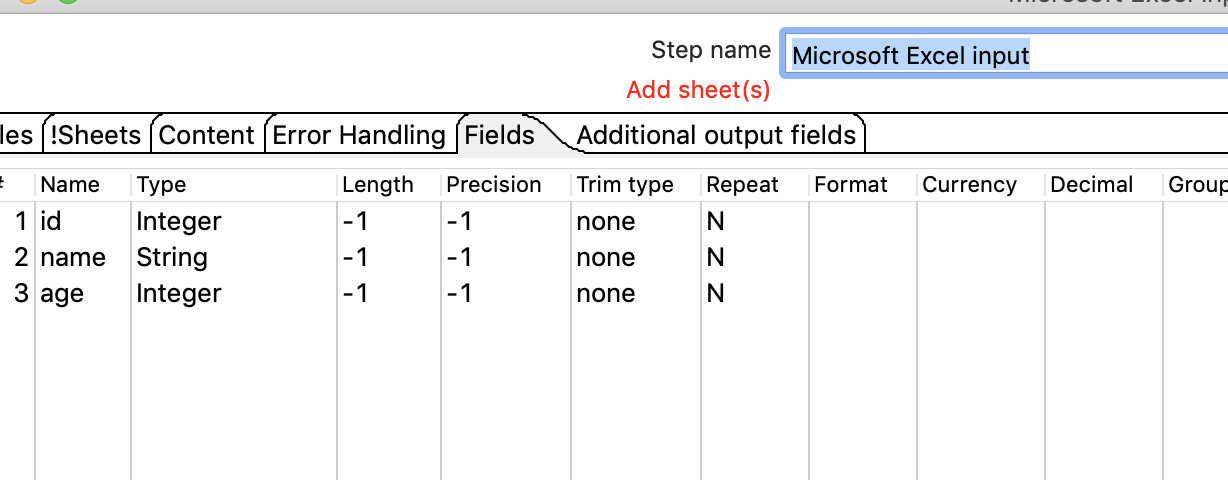 Step name Microsoft Excel input
Add sheet(s)
les !Sheets Content Error Handling Fields Additional output fields
# Name Type Length Precision Trim type Repeat Format Currency Decimal Group
1 id Integer -1 -1 none N
2 name String -1 -1 none N
3 age Integer -1 -1 none N